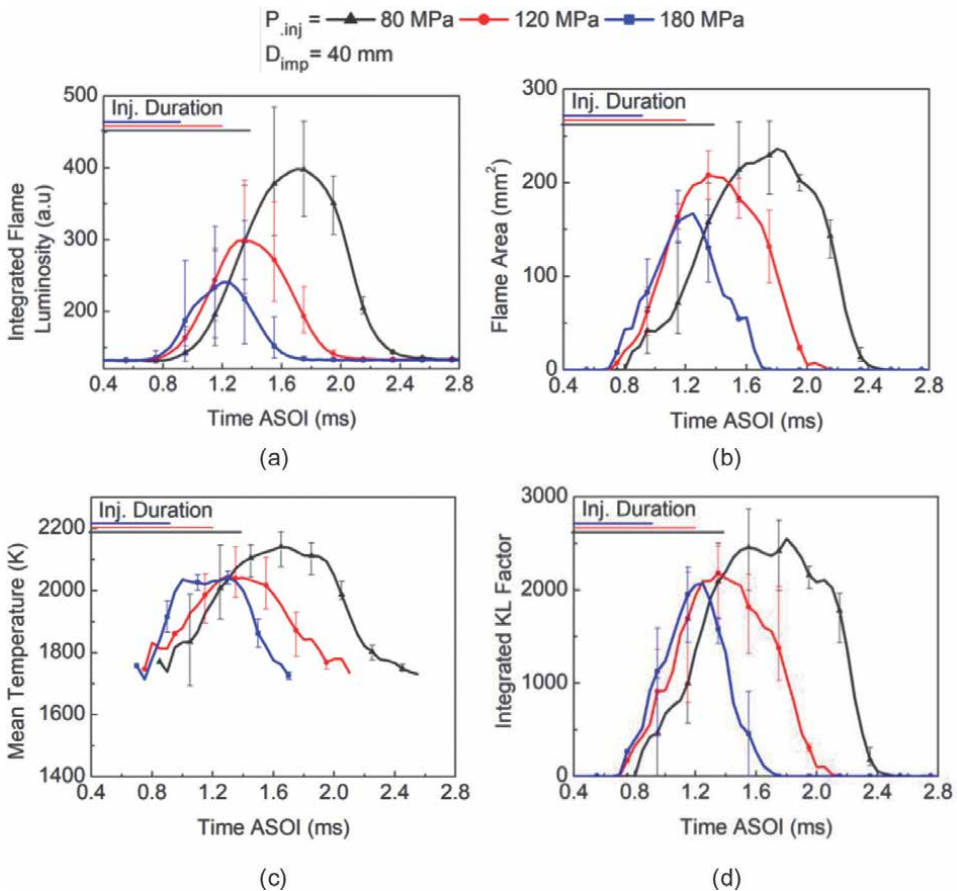 P.inj = 80 MPa 120 MPa 180 MPa
Dimp = 40 mm
Inj. Duration
500
400
300
200
Integrated Flame
Luminosity (a.u)
0.4 0.8 1.2 1.6 2.0 2.4 2.8
Time ASOI (ms)
(a)
Inj. Duration
300
200
100
0
Flame Area (mm²)
0.4 0.8 1.2 1.6 2.0 2.4 2.8
Time ASOI (ms)
(b)
Inj. Duration
2200
2000
1800
1600
1400
Mean Temperature (K)
0.4 0.8 1.2 1.6 2.0 2.4 2.8
Time ASOI (ms)
(c)
Inj. Duration
3000
2000
1000
0
Integrated KL Factor
0.4 0.8 1.2 1.6 2.0 2.4 2.8
Time ASOI (ms)
(d)